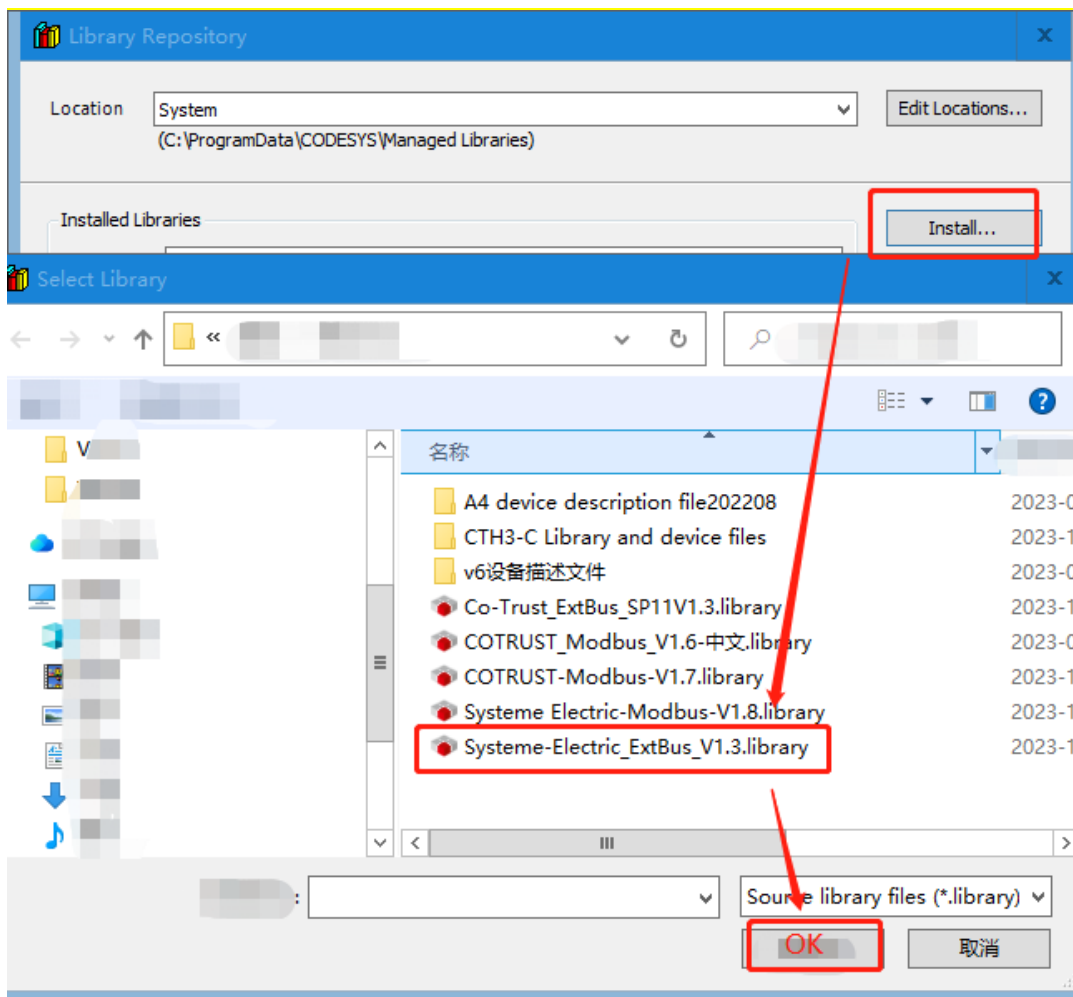 Library Repository
x
Location
System
Edit Locations...
(C:\ProgramData\CODESYS\Managed Libraries)
Installed Libraries
Install...
Select Library
x
«
?
V
名称
A4 device description file202208
2023-0
CTH3-C Library and device files
2023-1
v6设备描述文件
2023-0
Co-Trust_ExtBus_SP11V1.3.library
2023-1
COTRUST_Modbus_V1.6-中文.library
2023-0
COTRUST-Modbus-V1.7.library
2023-1
Systeme Electric-Modbus-V1.8.library
2023-1
Systeme-Electric_ExtBus_V1.3.library
2023-1
:
Source library files (*.library)
OK
取消